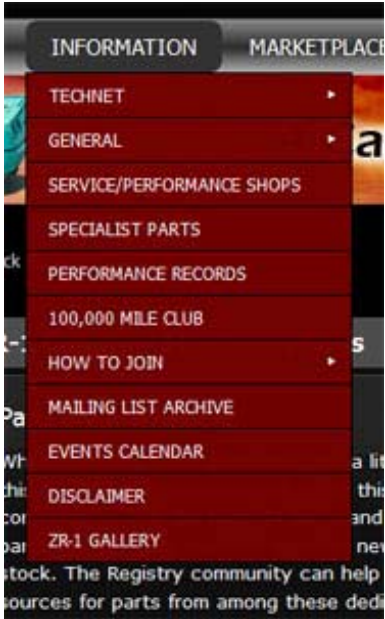 INFORMATION MARKETPLACE
TECHNET
GENERAL
SERVICE/PERFORMANCE SHOPS
SPECIALIST PARTS
PERFORMANCE RECORDS
100,000 MILE CLUB
HOW TO JOIN
MAILING LIST ARCHIVE
EVENTS CALENDAR
DISCLAIMER
ZR-1 GALLERY
stock. The Registry community can help
sources for parts from among these dedi